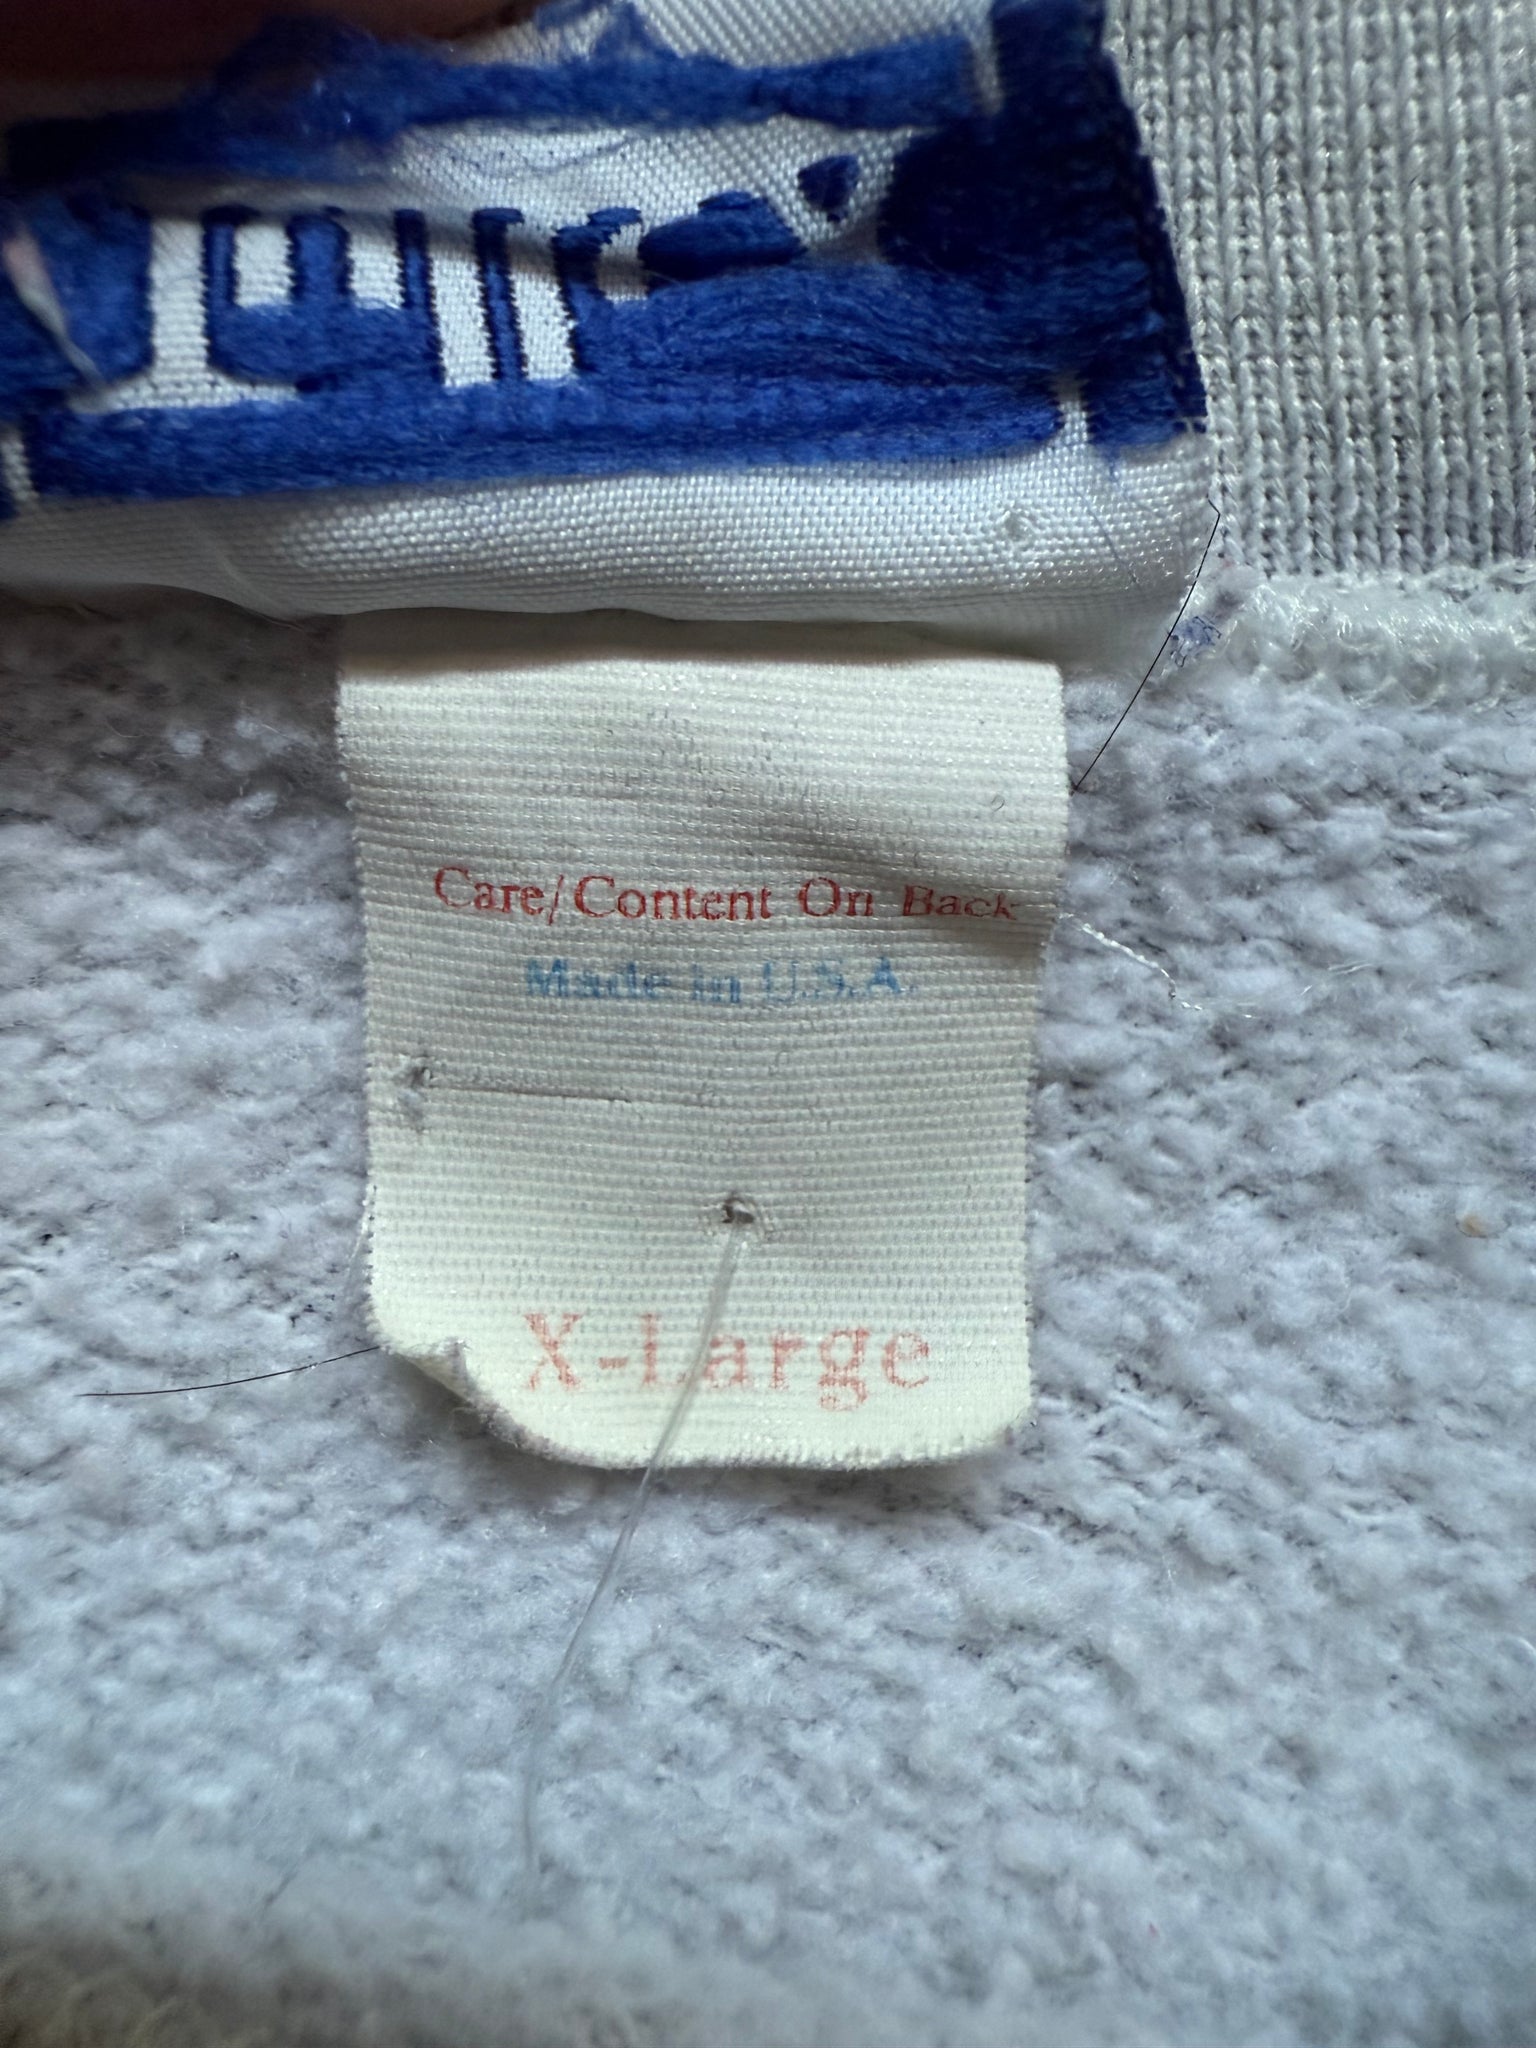 Care/Content On Back
Made in U.S.A.
X-Large